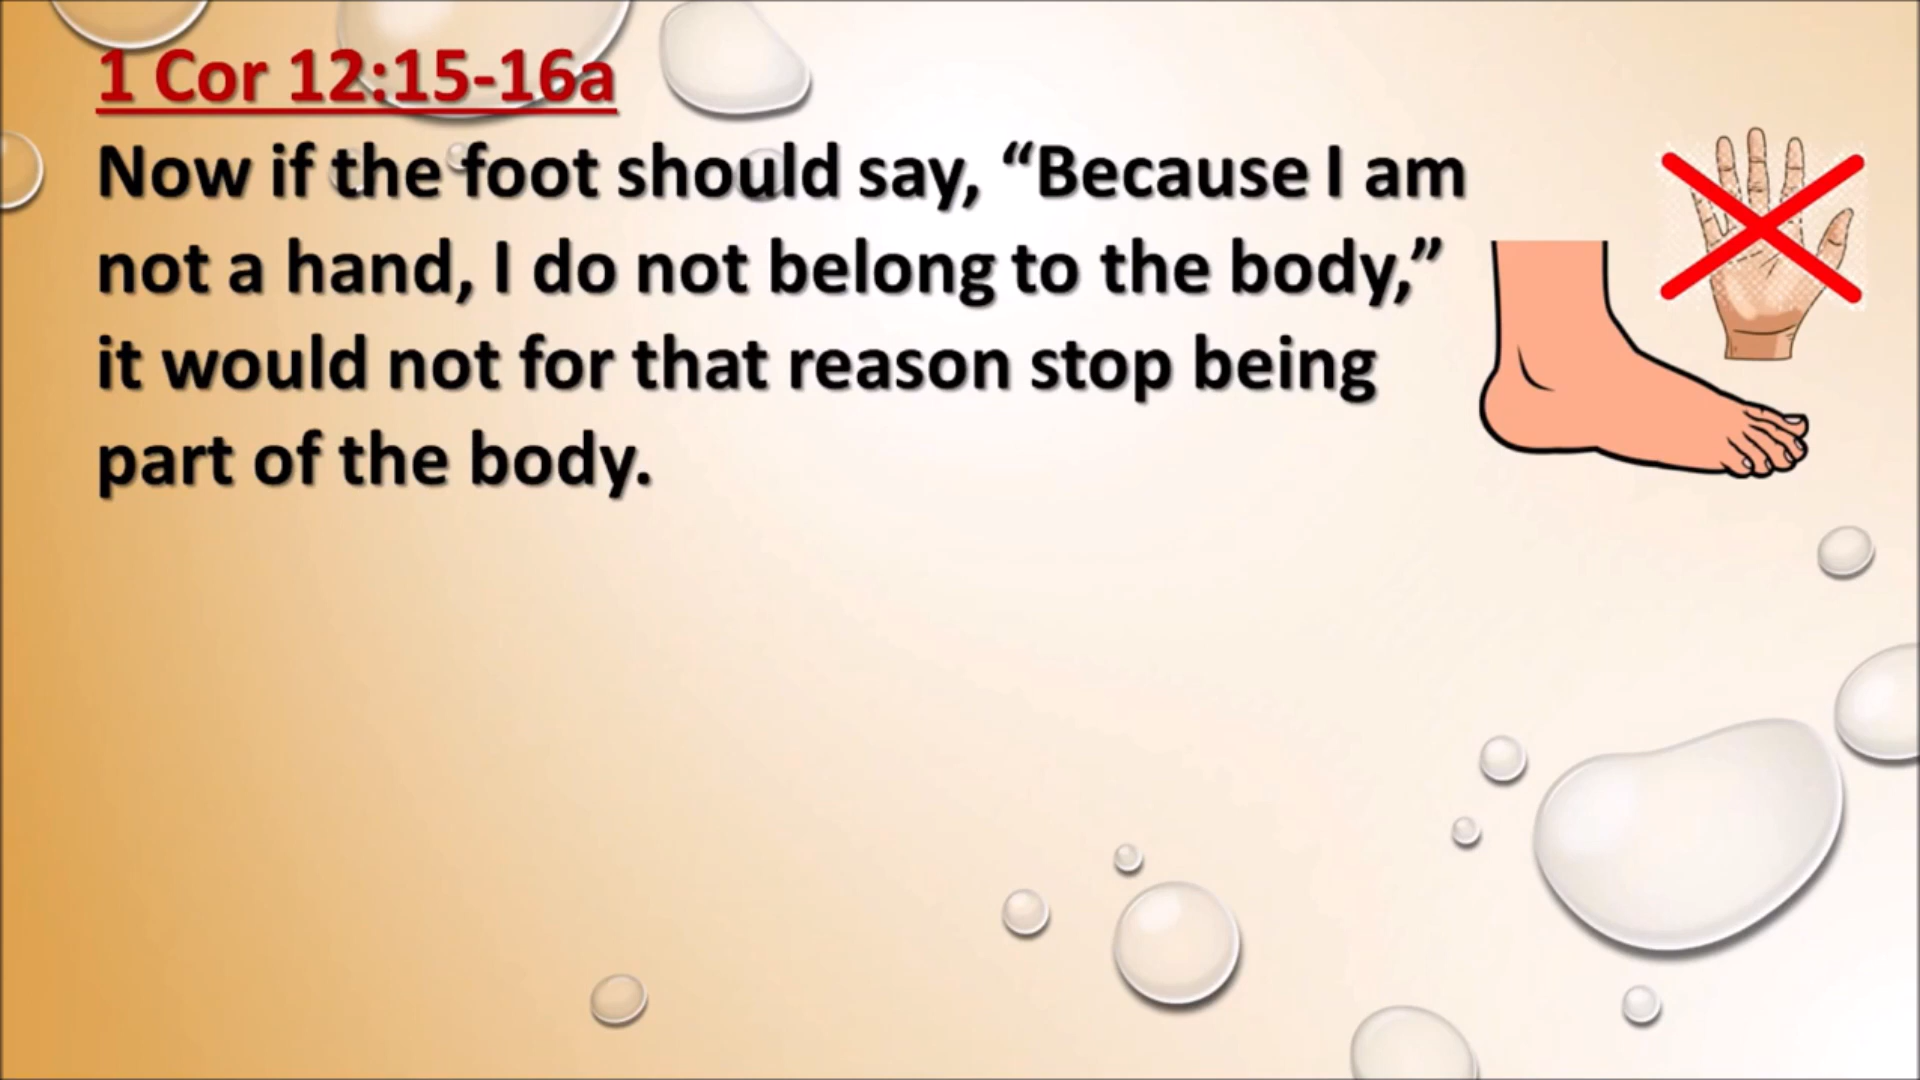 1 Cor 12:15-16a
Now if the foot should say, “Because I am
not a hand, I do not belong to the body,”
it would not for that reason stop being
part of the body.